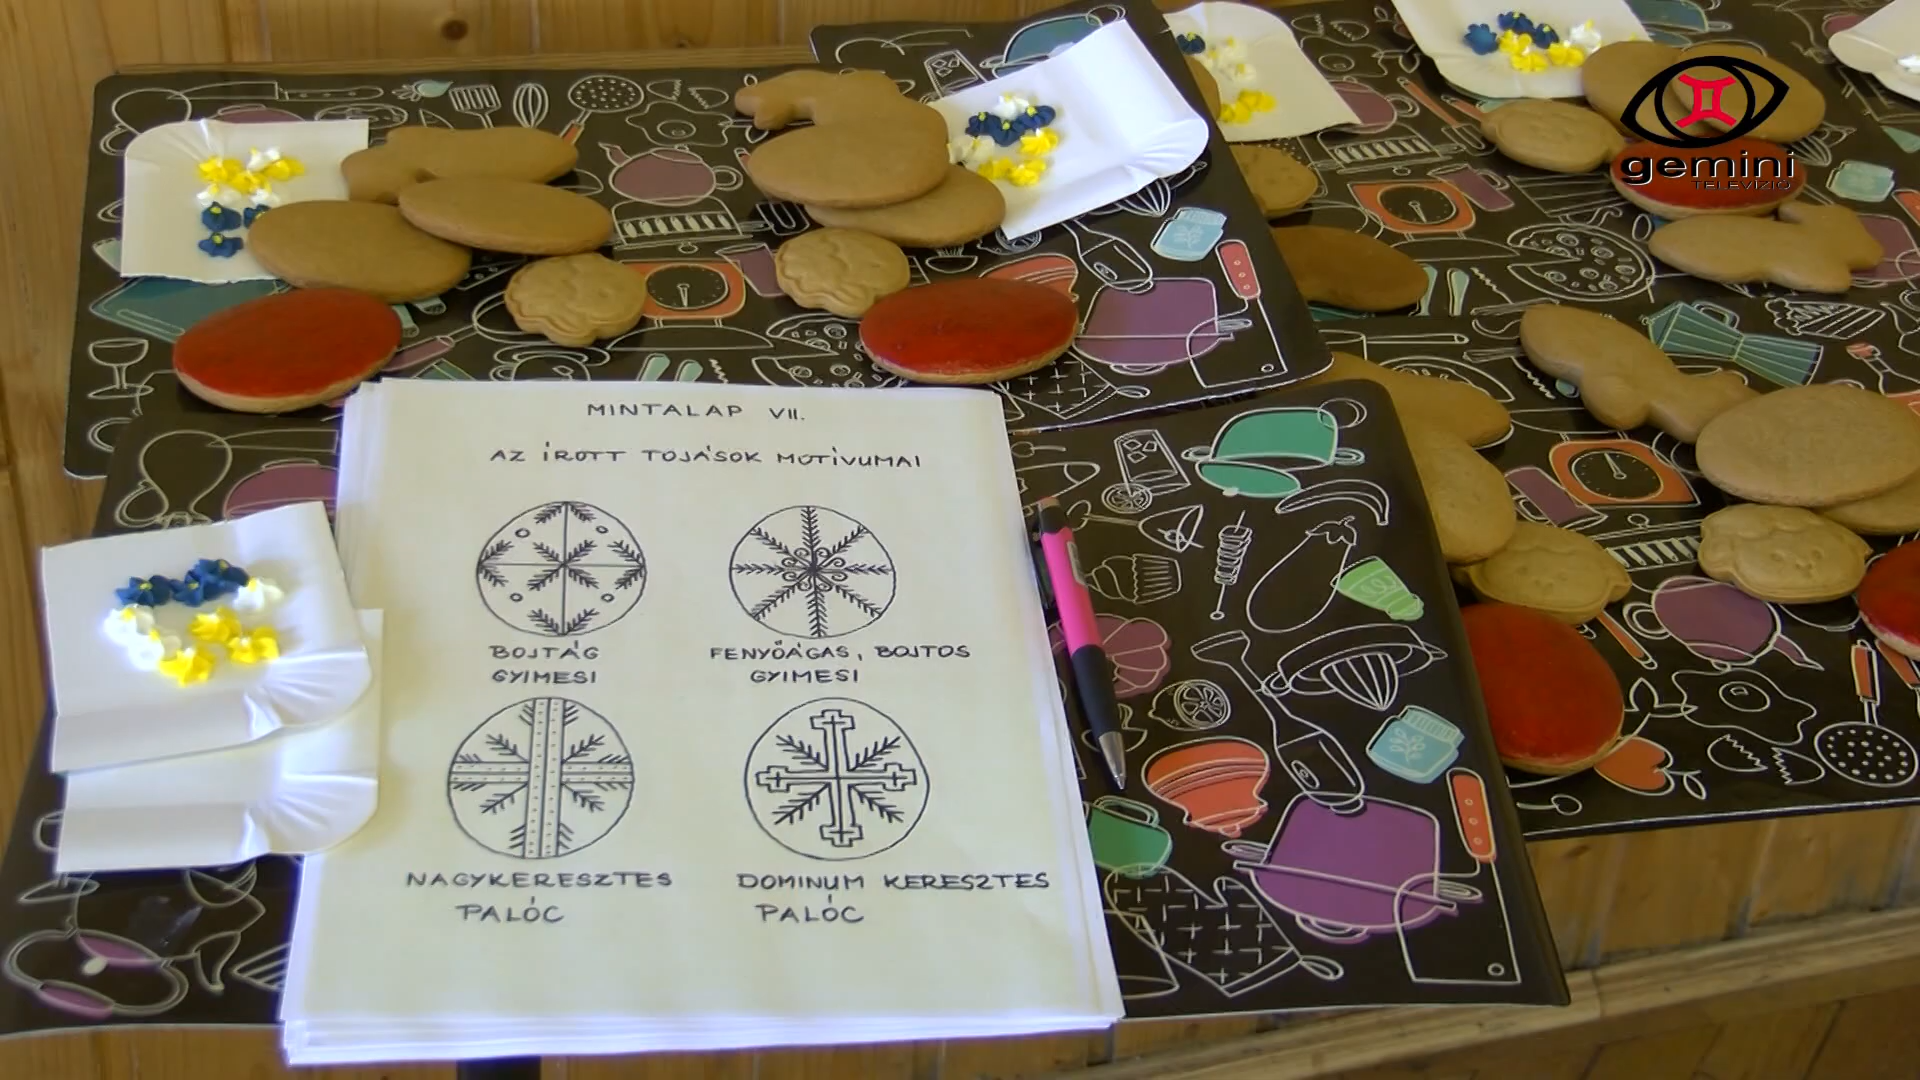 gemini
TELEVÍZIÓ
MINTALAP VII.
AZ ÍROTT TOJÁSOK MOTÍVUMAI
BOJTÁG
GYIMESI
FENYŐÁGAS, BOJTOS
GYIMESI
NAGYKERESZTES
PALÓC
DOMINUM KERESZTES
PALÓC